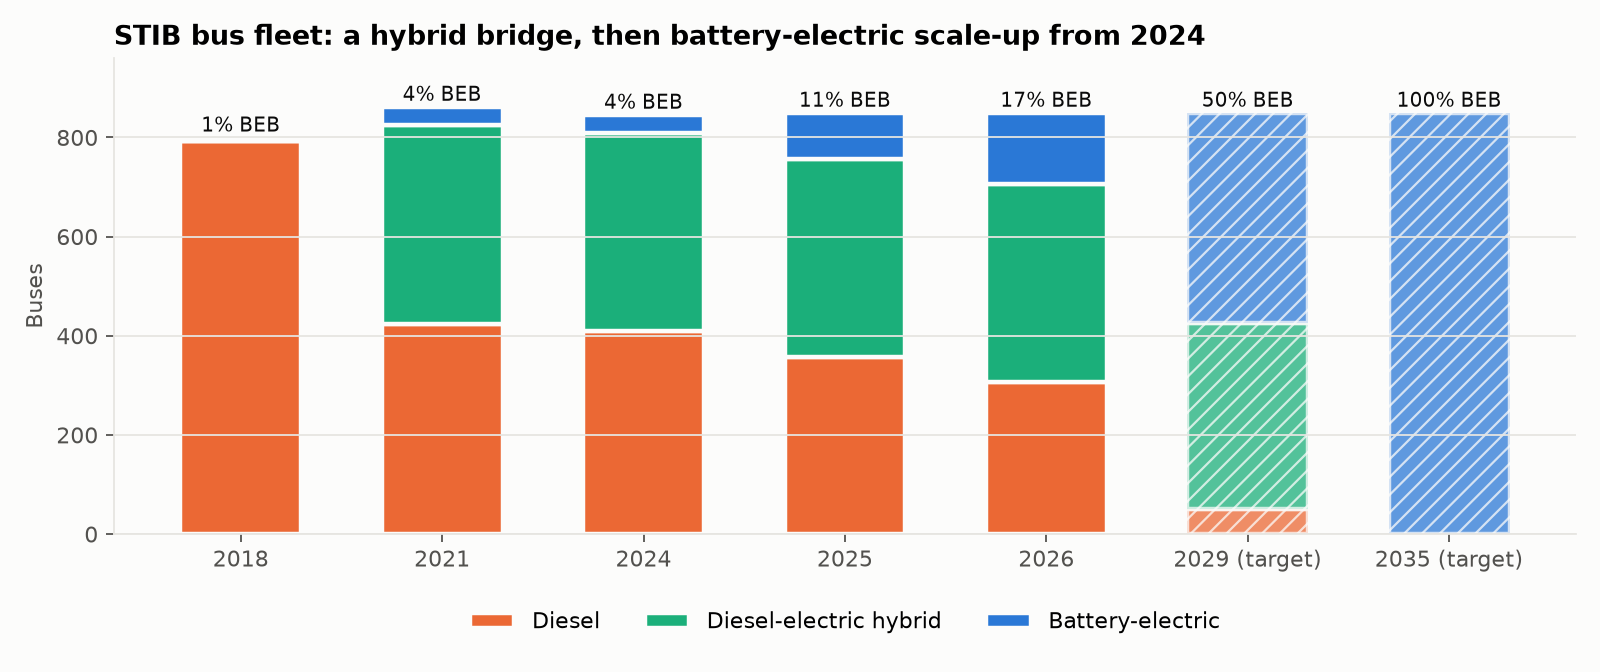 STIB bus fleet: a hybrid bridge, then battery-electric scale-up from 2024
1% BEB
4% BEB
4% BEB
11% BEB
17% BEB
50% BEB
100% BEB
Buses
800
600
400
200
0
2018
2021
2024
2025
2026
2029 (target)
2035 (target)
Diesel
Diesel-electric hybrid
Battery-electric